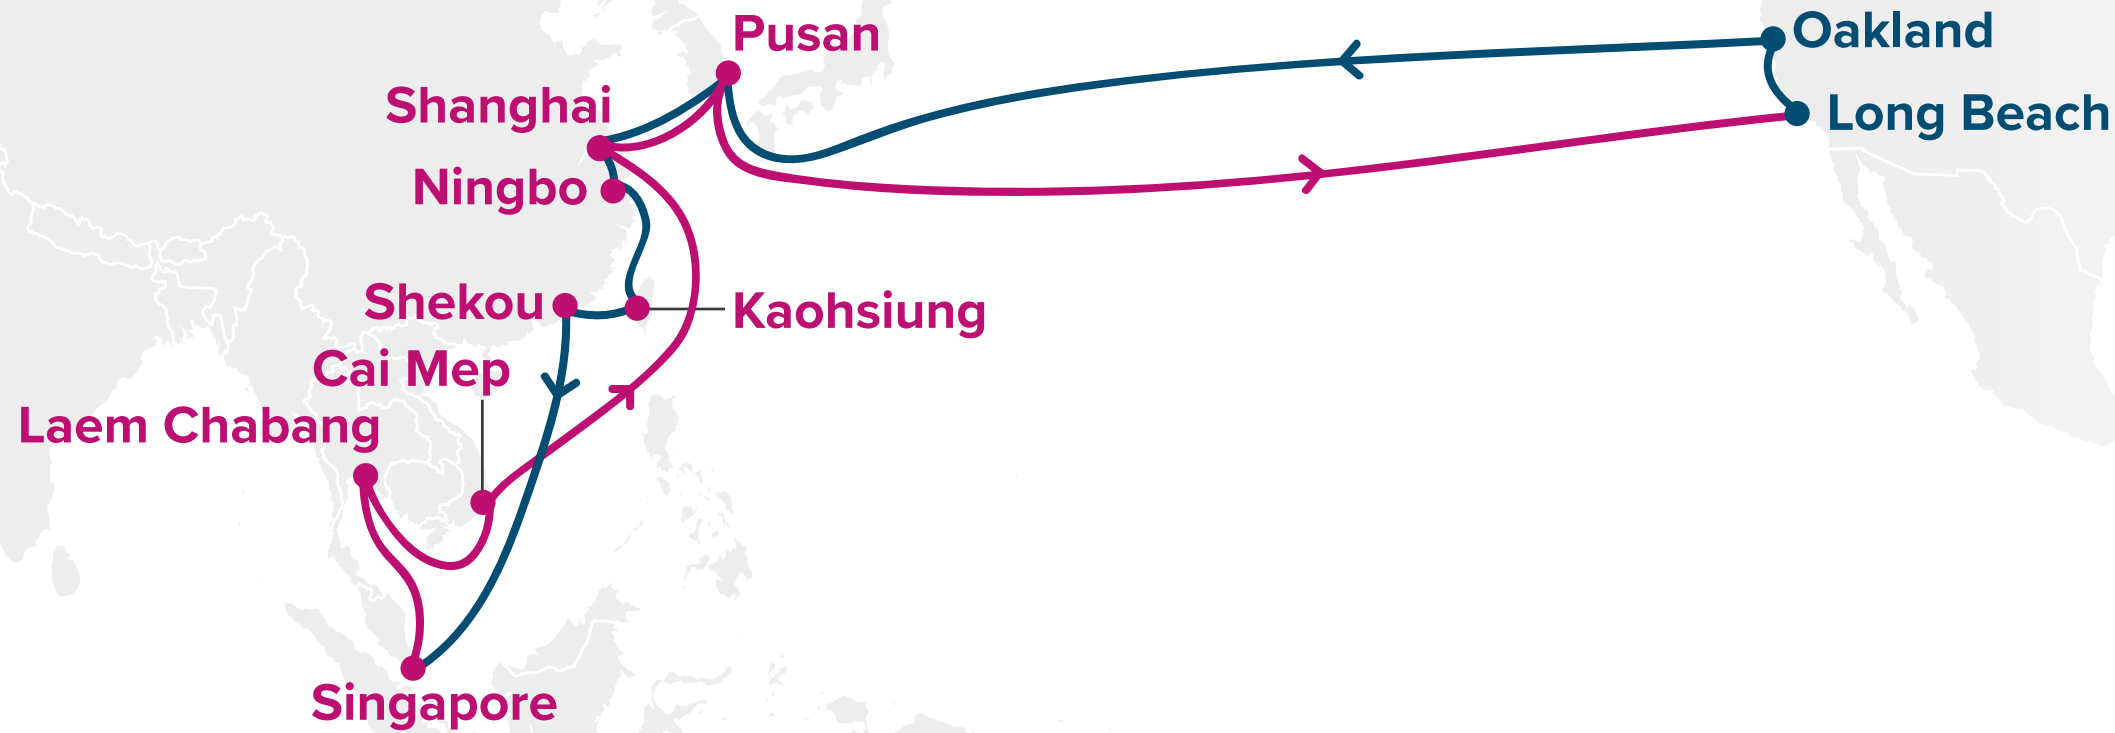 Pusan
Oakland
Shanghai
Long Beach
Ningbo
Shekou
Kaohsiung
Cai Mep
Laem Chabang
Singapore